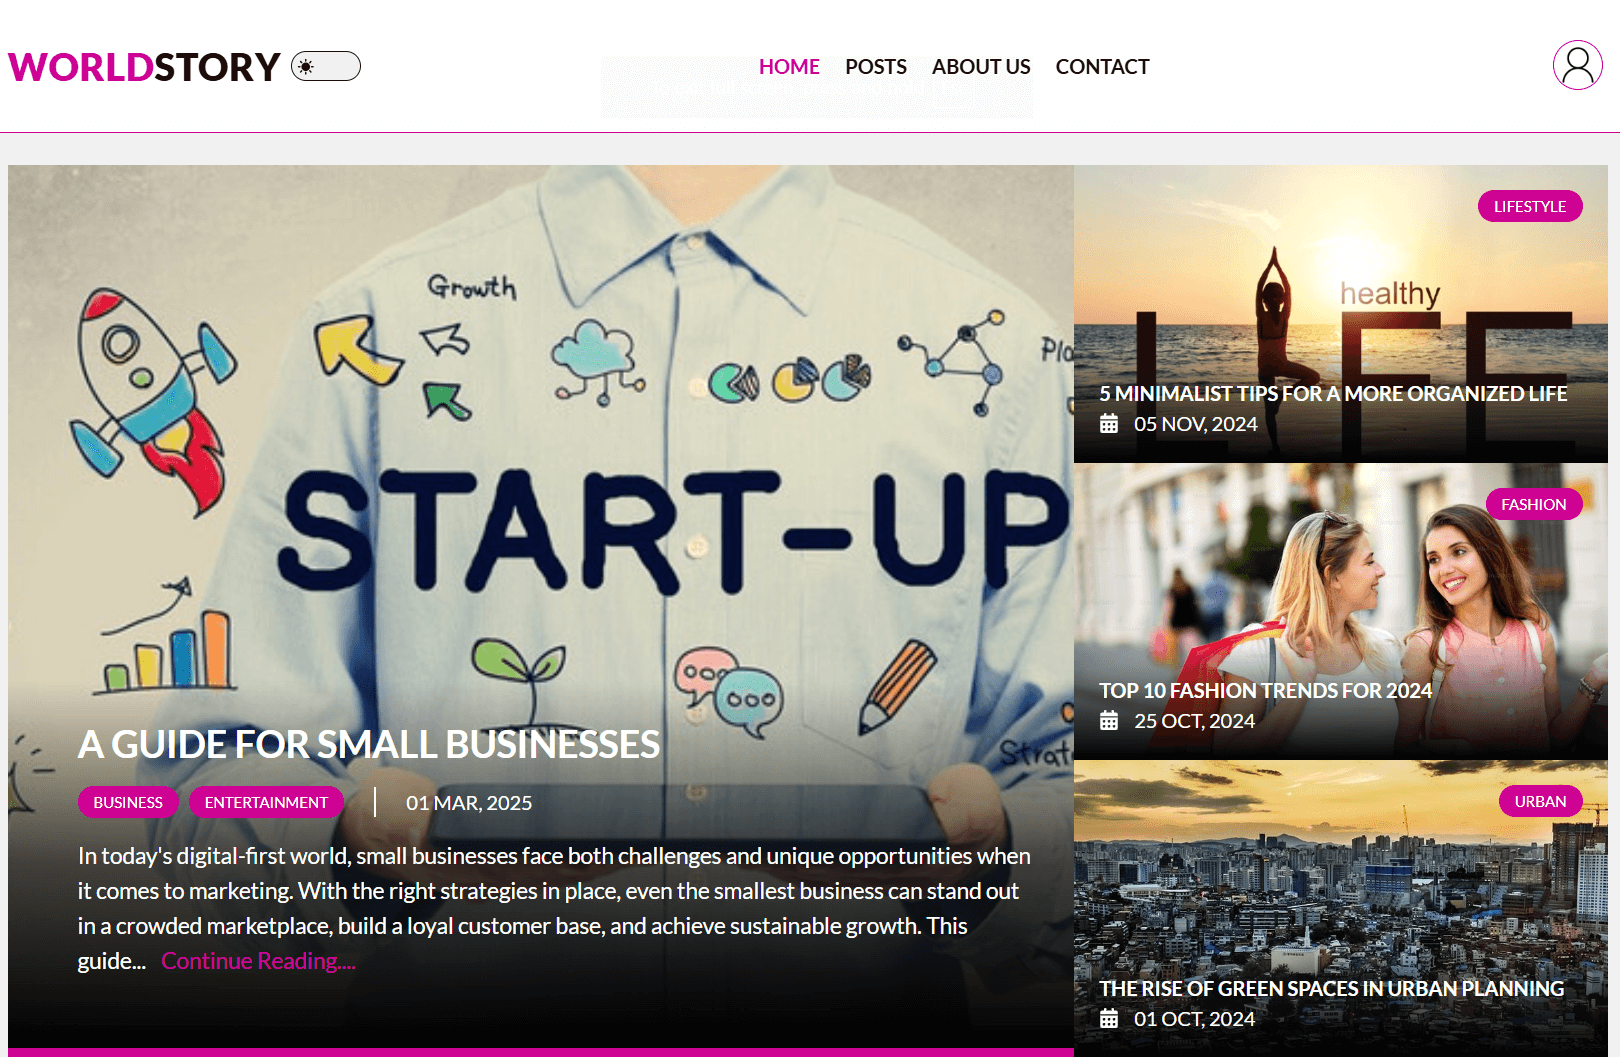 WORLDSTORY
HOME POSTS ABOUT US CONTACT
Growth
Pla
START-UP
Strat
A GUIDE FOR SMALL BUSINESSES
BUSINESS ENTERTAINMENT 01 MAR, 2025
In today's digital-first world, small businesses face both challenges and unique opportunities when
it comes to marketing. With the right strategies in place, even the smallest business can stand out
in a crowded marketplace, build a loyal customer base, and achieve sustainable growth. This
guide... Continue Reading....
LIFESTYLE
healthy
LIFE
5 MINIMALIST TIPS FOR A MORE ORGANIZED LIFE
05 NOV, 2024
FASHION
TOP 10 FASHION TRENDS FOR 2024
25 OCT, 2024
URBAN
THE RISE OF GREEN SPACES IN URBAN PLANNING
01 OCT, 2024